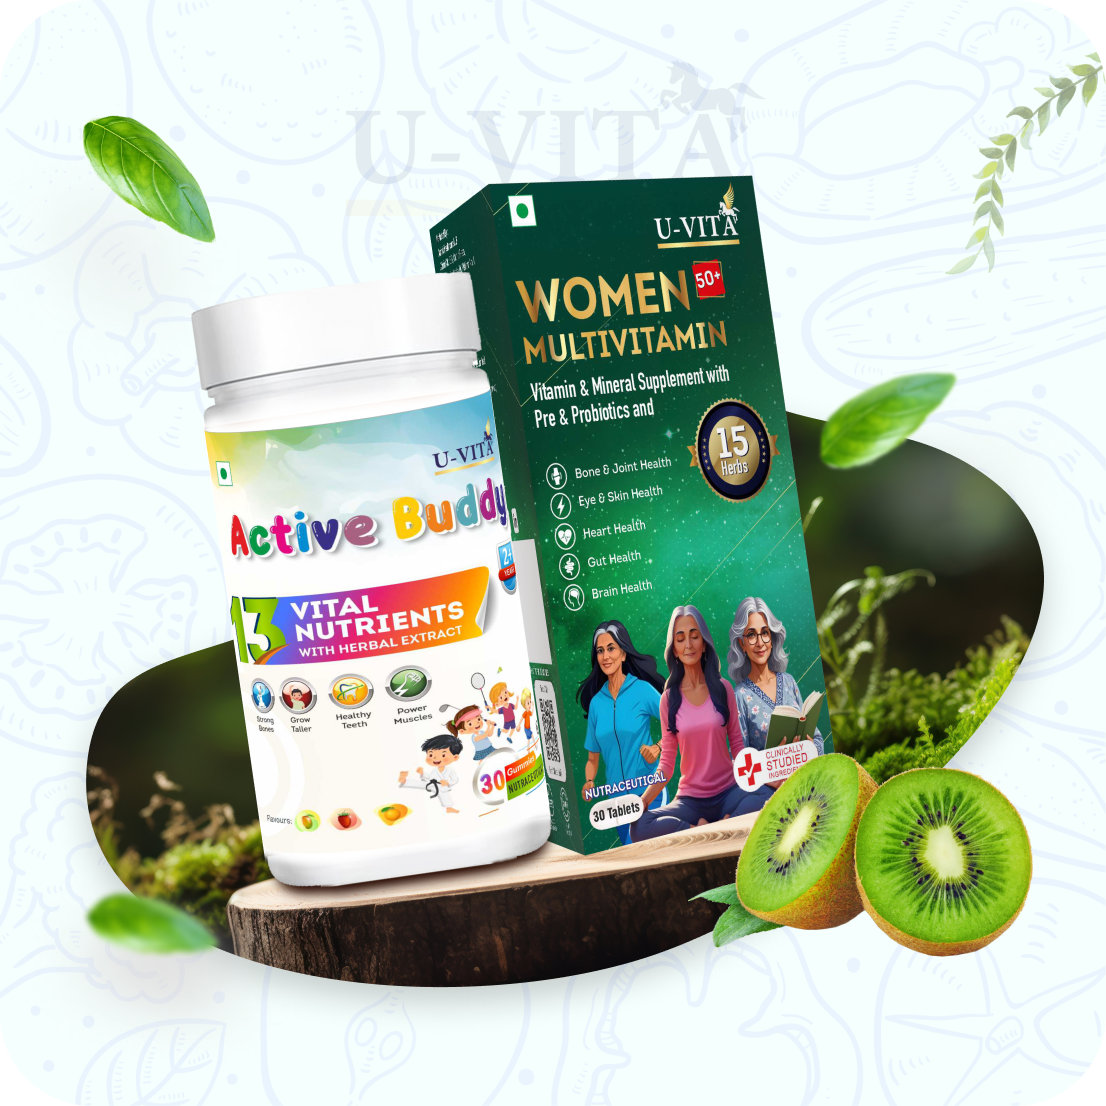 U-VITA
U-VITA
WOMEN 50+
MULTIVITAMIN
Vitamin & Mineral Supplement with
Pre & Probiotics and
15
Herbs
Bone & Joint Health
Eye & Skin Health
Heart Health
Gut Health
Brain Health
CLINICALLY
STUDIED
NUTRACEUTICAL
30 Tablets
U-VITA
Active Buddy
2+
13 VITAL
NUTRIENTS
WITH HERBAL EXTRACT
Strong
Bones
Grow
Taller
Healthy
Teeth
Power
Muscles
30 Gummies
Flavours: